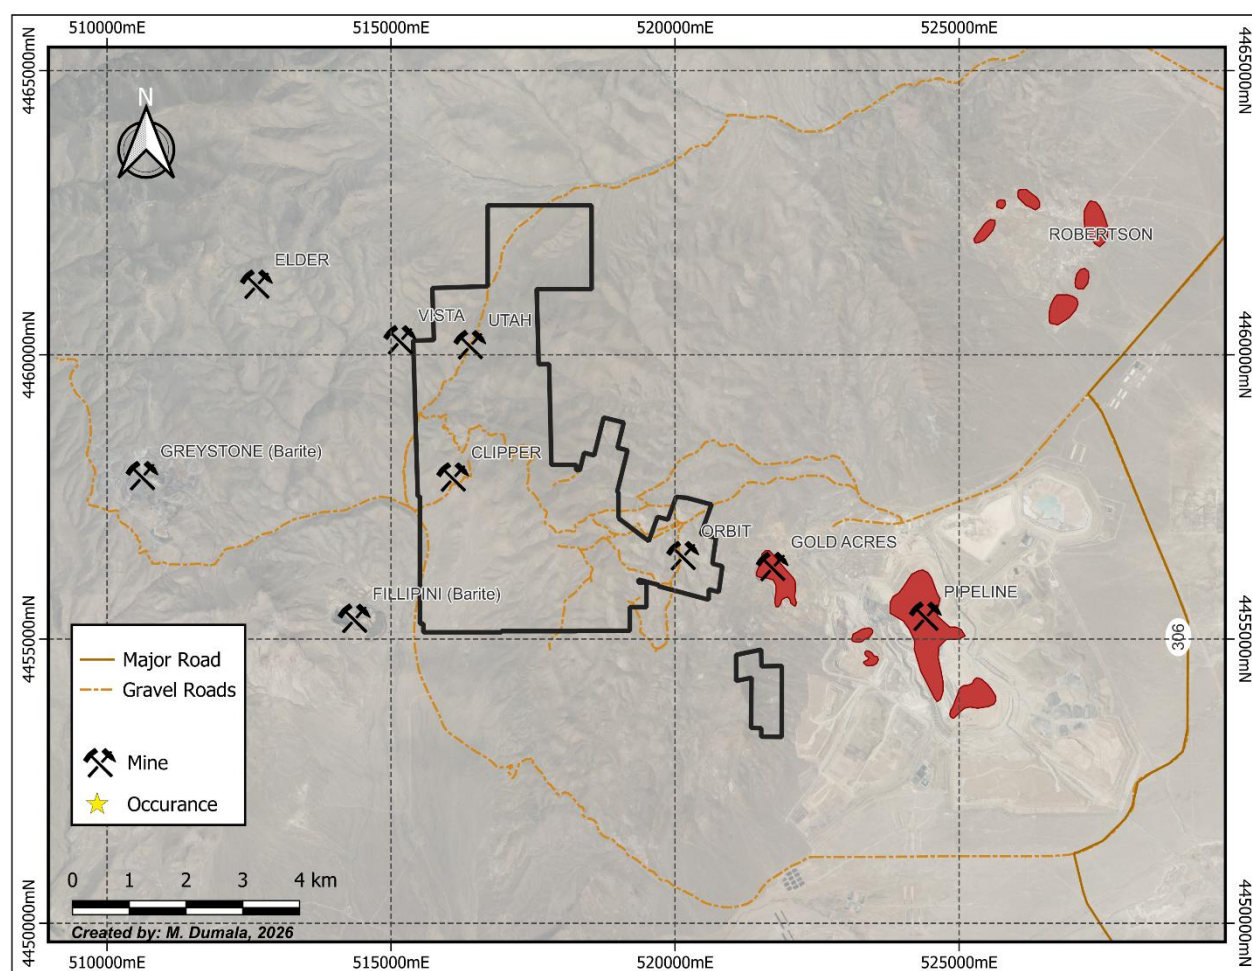 510000mE 515000mE 520000mE 525000mE
4465000mN 4465000mN
N
ROBERTSON
ELDER
VISTA UTAH
4460000mN 4460000mN
GREYSTONE (Barite) CLIPPER
ORBIT GOLD ACRES
FILLIPINI (Barite) PIPELINE
4455000mN 4455000mN
306
Major Road
Gravel Roads
Mine
Occurance
0 1 2 3 4 km
Created by: M. Dumala, 2026
4450000mN 4450000mN
510000mE 515000mE 520000mE 525000mE